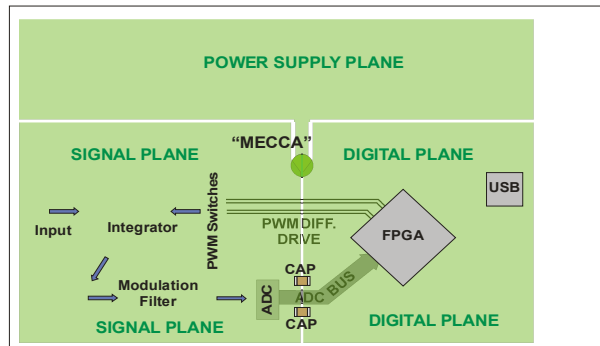 POWER SUPPLY PLANE
“MECCA”
SIGNAL PLANE
DIGITAL PLANE
USB
PWM Switches
Input
Integrator
PWM DIFF.
DRIVE
FPGA
Modulation
Filter
ADC
CAP
ADC BUS
CAP
SIGNAL PLANE
DIGITAL PLANE